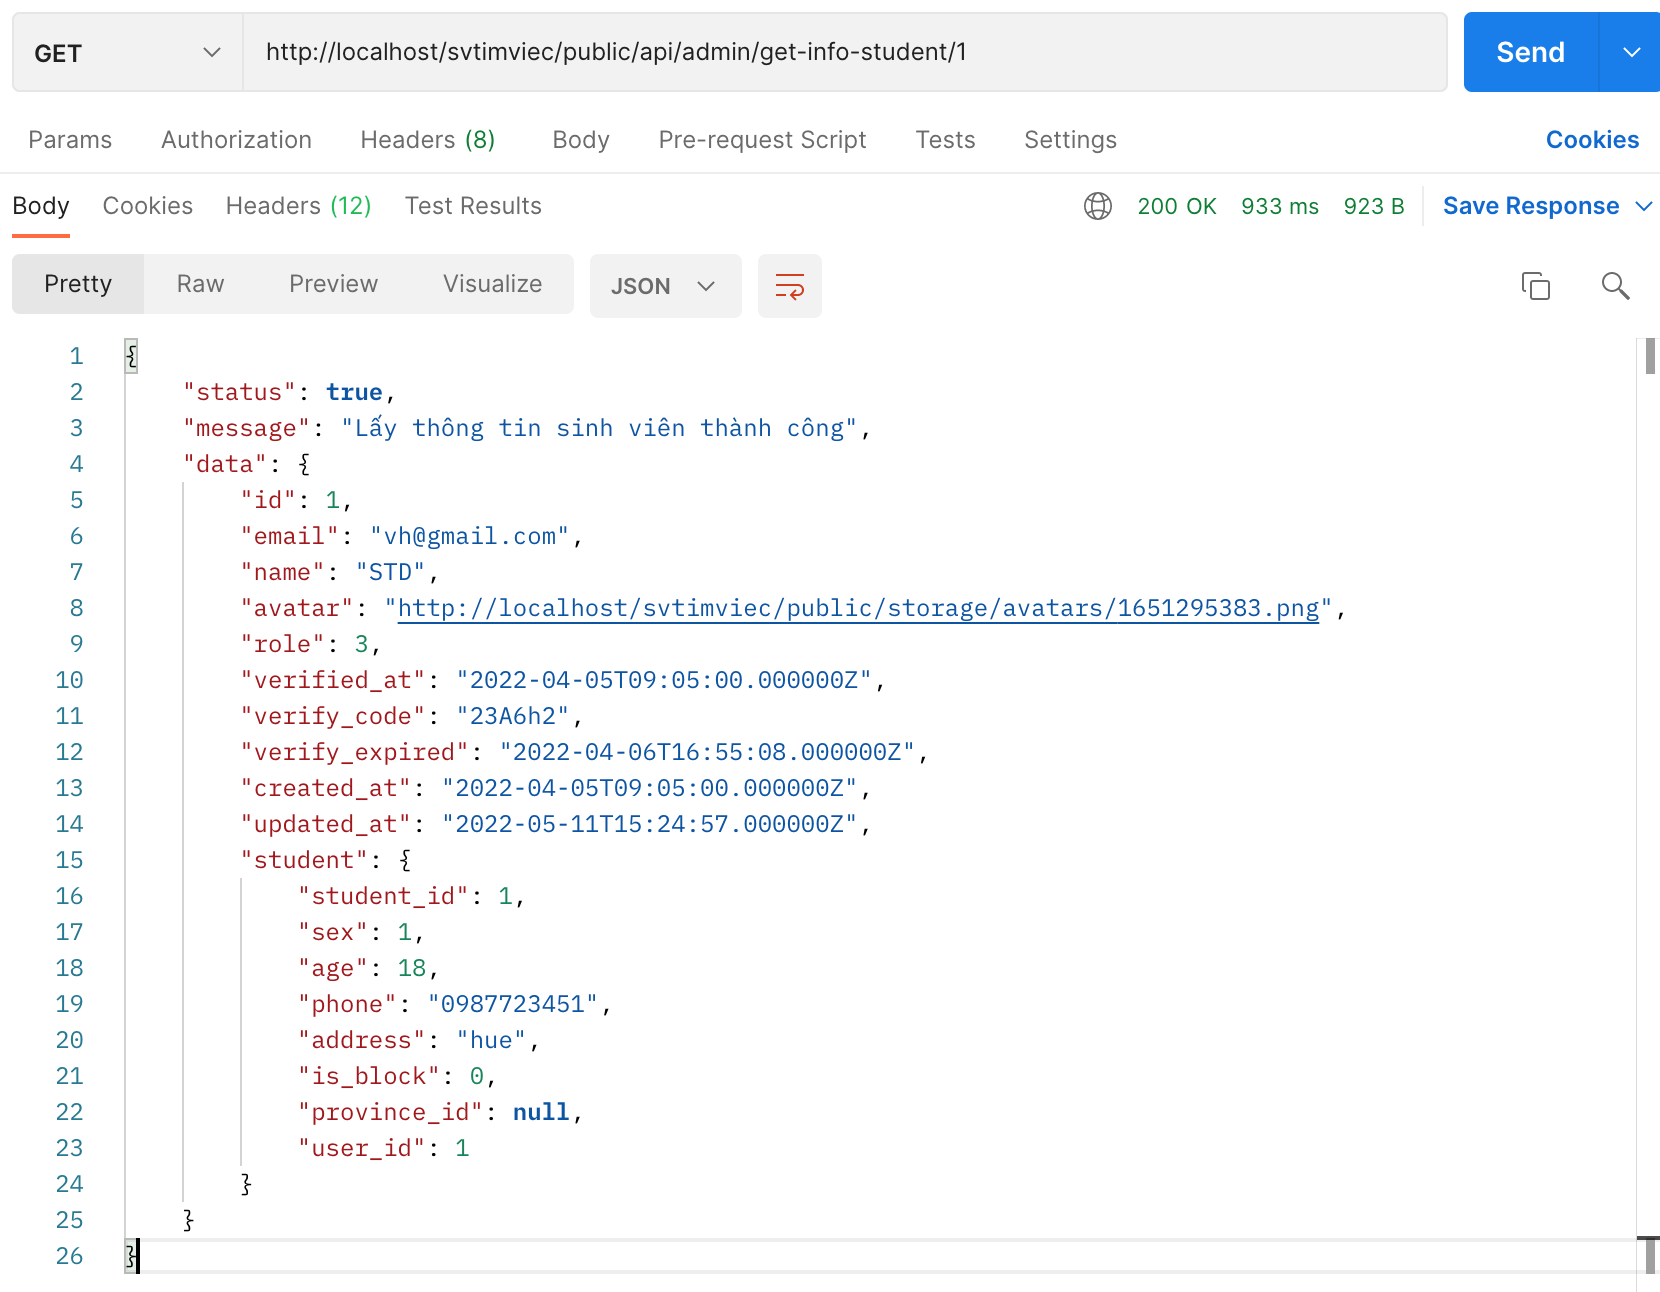 GET http://localhost/svtimviec/public/api/admin/get-info-student/1 Send
Params Authorization Headers (8) Body Pre-request Script Tests Settings Cookies
Body Cookies Headers (12) Test Results 200 OK 933 ms 923 B Save Response
Pretty Raw Preview Visualize JSON
1 {
2 "status": true,
3 "message": "Lấy thông tin sinh viên thành công",
4 "data": {
5 "id": 1,
6 "email": "vh@gmail.com",
7 "name": "STD",
8 "avatar": "http://localhost/svtimviec/public/storage/avatars/1651295383.png",
9 "role": 3,
10 "verified_at": "2022-04-05T09:05:00.000000Z",
11 "verify_code": "23A6h2",
12 "verify_expired": "2022-04-06T16:55:08.000000Z",
13 "created_at": "2022-04-05T09:05:00.000000Z",
14 "updated_at": "2022-05-11T15:24:57.000000Z",
15 "student": {
16 "student_id": 1,
17 "sex": 1,
18 "age": 18,
19 "phone": "0987723451",
20 "address": "hue",
21 "is_block": 0,
22 "province_id": null,
23 "user_id": 1
24 }
25 }
26 }